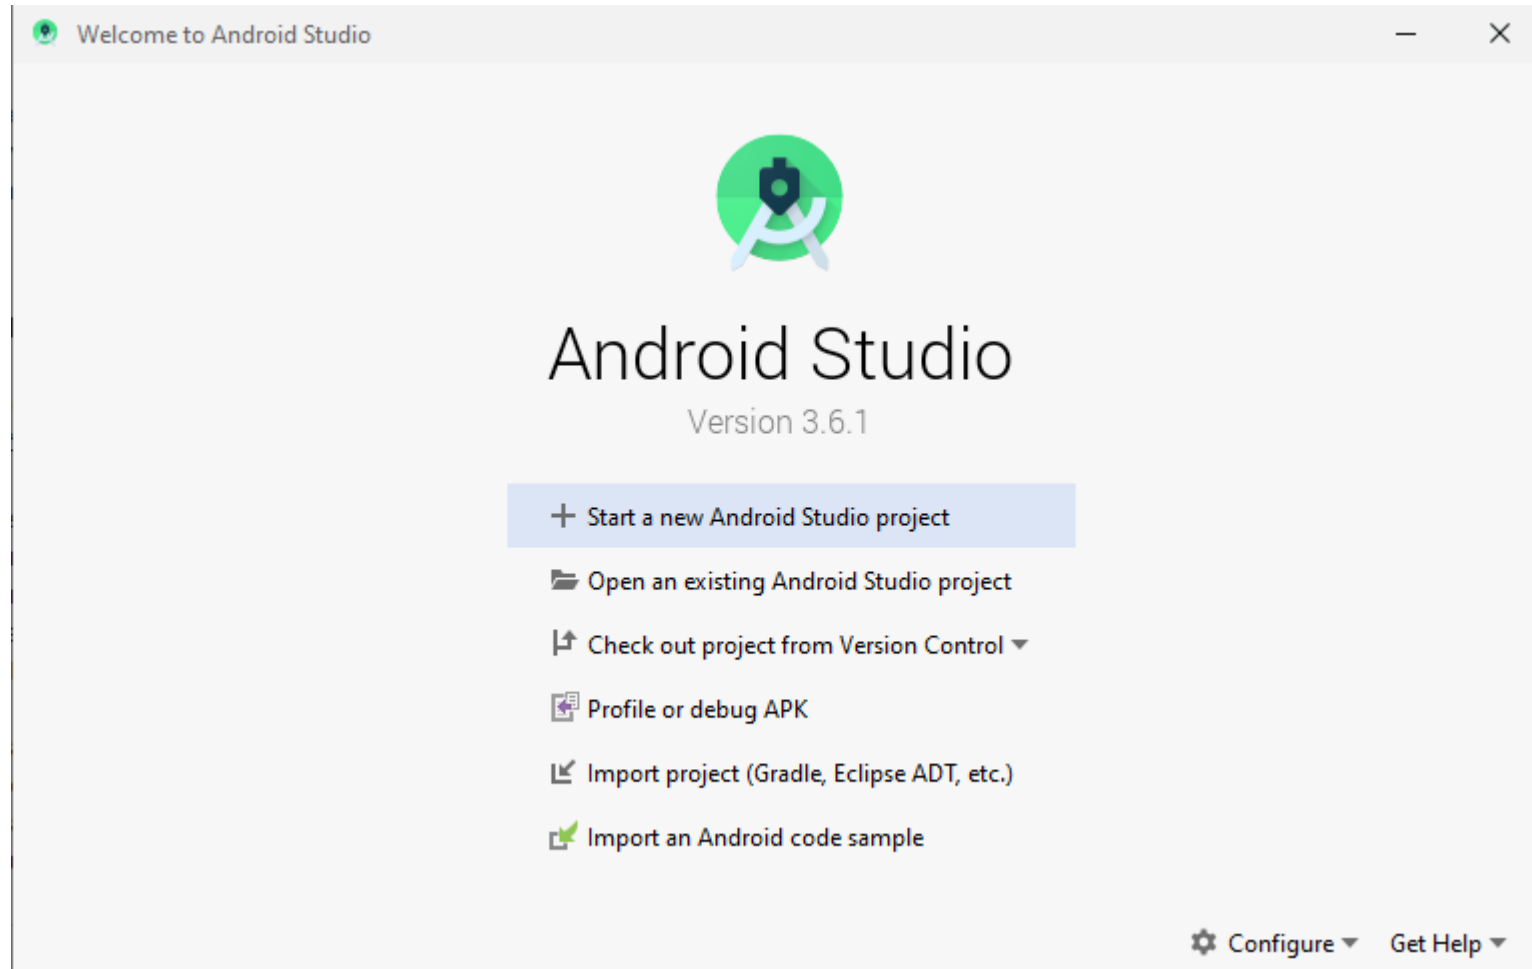 Welcome to Android Studio
Android Studio
Version 3.6.1
Start a new Android Studio project
Open an existing Android Studio project
Check out project from Version Control
Profile or debug APK
Import project (Gradle, Eclipse ADT, etc.)
Import an Android code sample
Configure Get Help